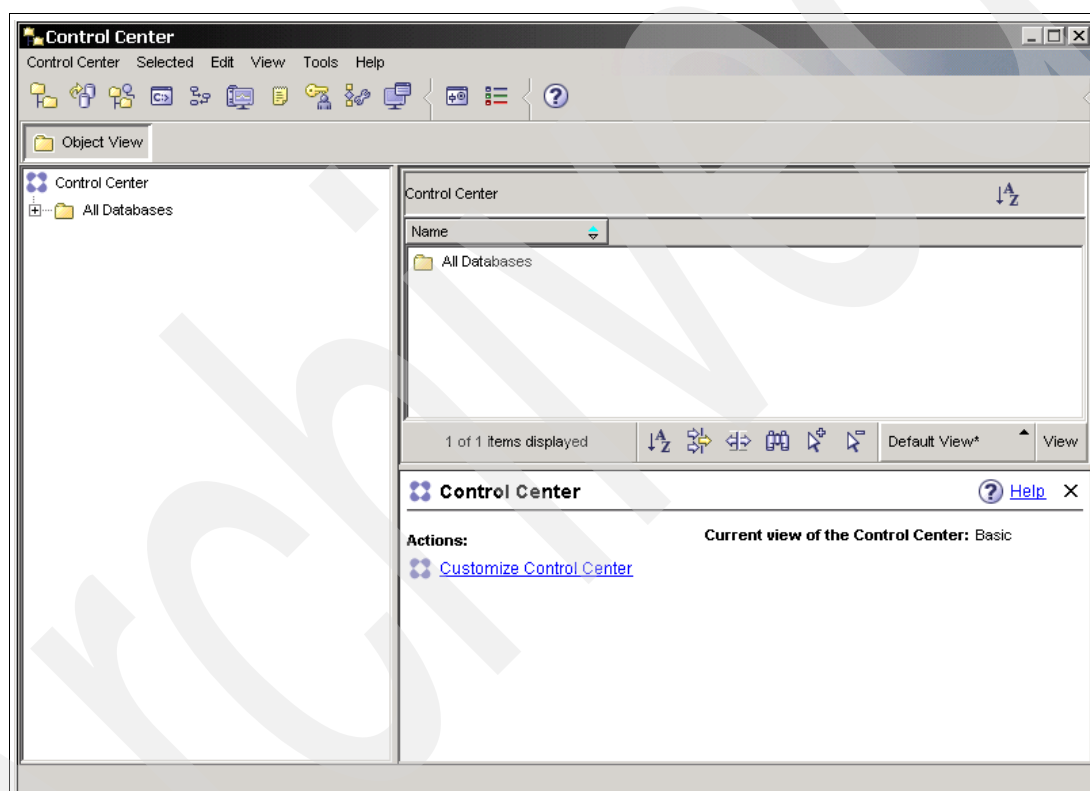 Control Center
Control Center Selected Edit View Tools Help
Object View
Control Center
All Databases
Control Center
Name
All Databases
1 of 1 items displayed
Default View*
View
Control Center
Help
Actions:
Customize Control Center
Current view of the Control Center: Basic